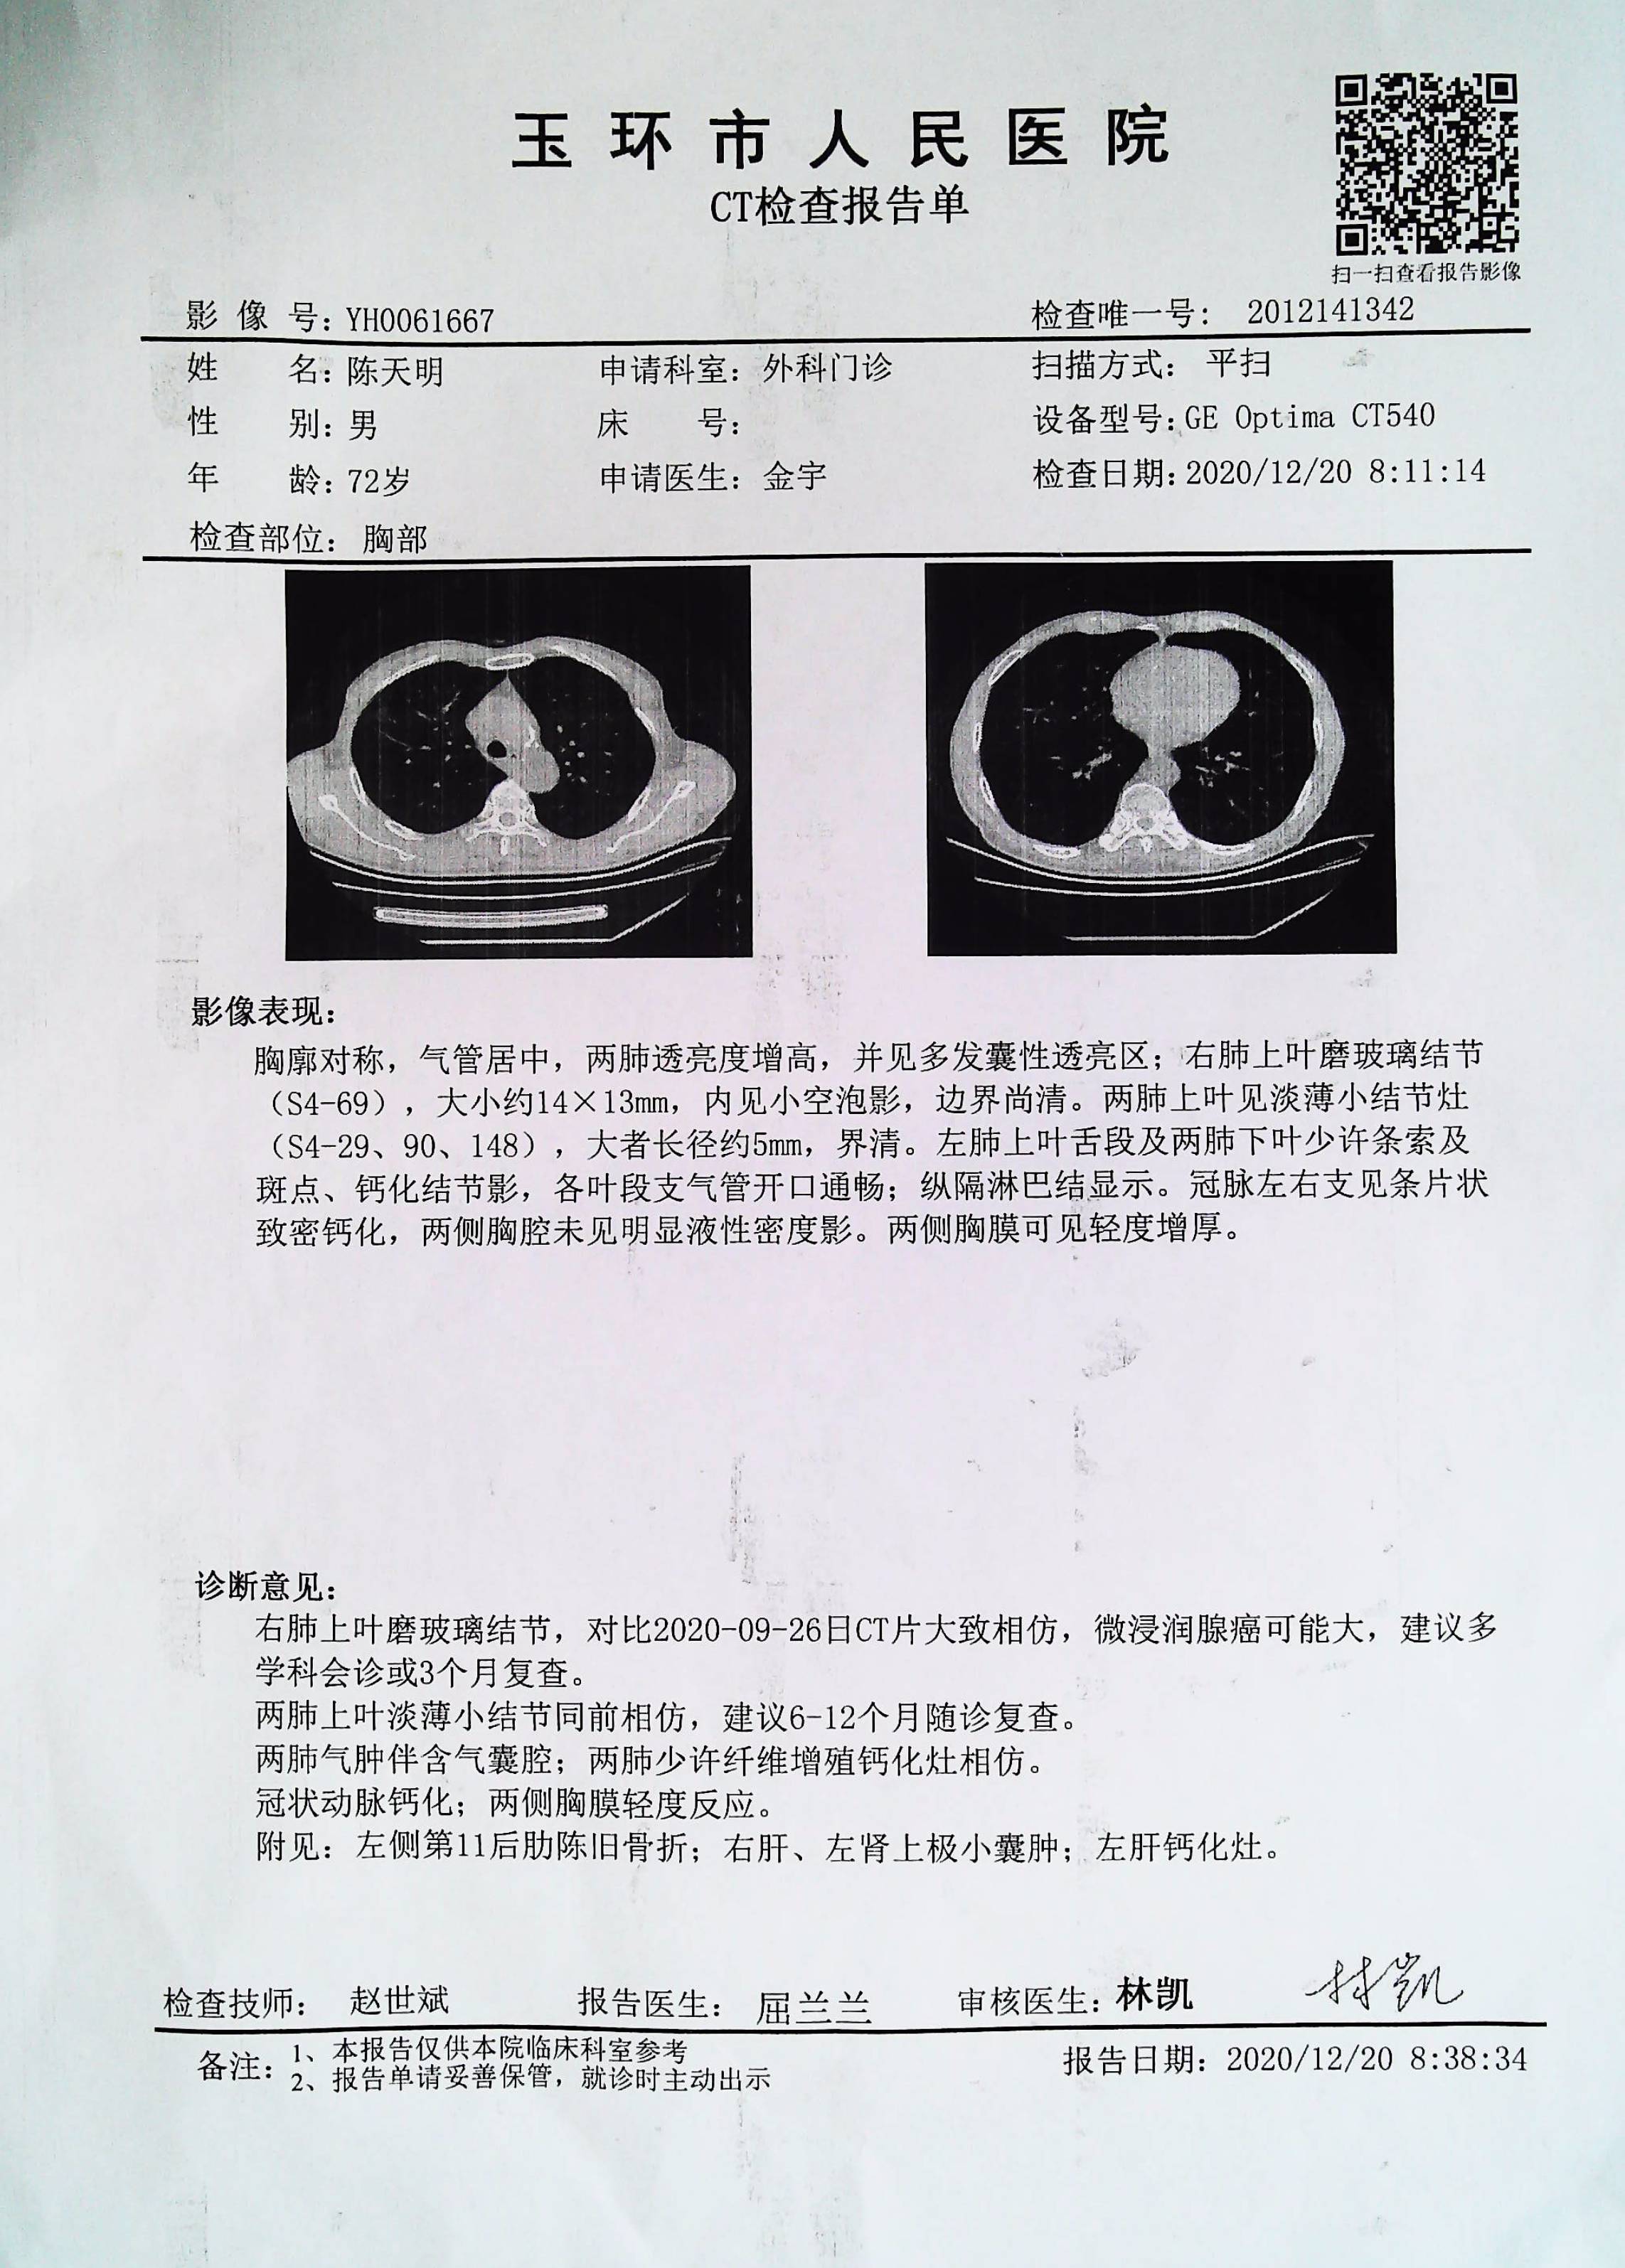 玉环市人民医院
CT检查报告单
扫一扫查看报告影像
影像号: YH0061667
检查唯一号: 2012141342
姓名: 陈天明 申请科室: 外科门诊 扫描方式: 平扫
性别: 男 床号: 设备型号: GE Optima CT540
年龄: 72岁 申请医生: 金宇 检查日期: 2020/12/20 8:11:14
检查部位: 胸部
影像表现:
胸廓对称，气管居中，两肺透亮度增高，并见多发囊性透亮区；右肺上叶磨玻璃结节
（S4-69），大小约14×13mm，内见小空泡影，边界尚清。两肺上叶见淡薄小结节灶
（S4-29、90、148），大者长径约5mm，界清。左肺上叶舌段及两肺下叶少许条索及
斑点、钙化结节影，各叶段支气管开口通畅；纵隔淋巴结显示。冠脉左右支见条片状
致密钙化，两侧胸腔未见明显液性密度影。两侧胸膜可见轻度增厚。
诊断意见:
右肺上叶磨玻璃结节，对比2020-09-26日CT片大致相仿，微浸润腺癌可能大，建议多
学科会诊或3个月复查。
两肺上叶淡薄小结节同前相仿，建议6-12个月随诊复查。
两肺气肿伴含气囊腔；两肺少许纤维增殖钙化灶相仿。
冠状动脉钙化；两侧胸膜轻度反应。
附见：左侧第11后肋陈旧骨折；右肝、左肾上极小囊肿；左肝钙化灶。
检查技师: 赵世斌 报告医生: 屈兰兰 审核医生: 林凯 林凯
备注: 1、本报告仅供本院临床科室参考
2、报告单请妥善保管，就诊时主动出示
报告日期: 2020/12/20 8:38:34